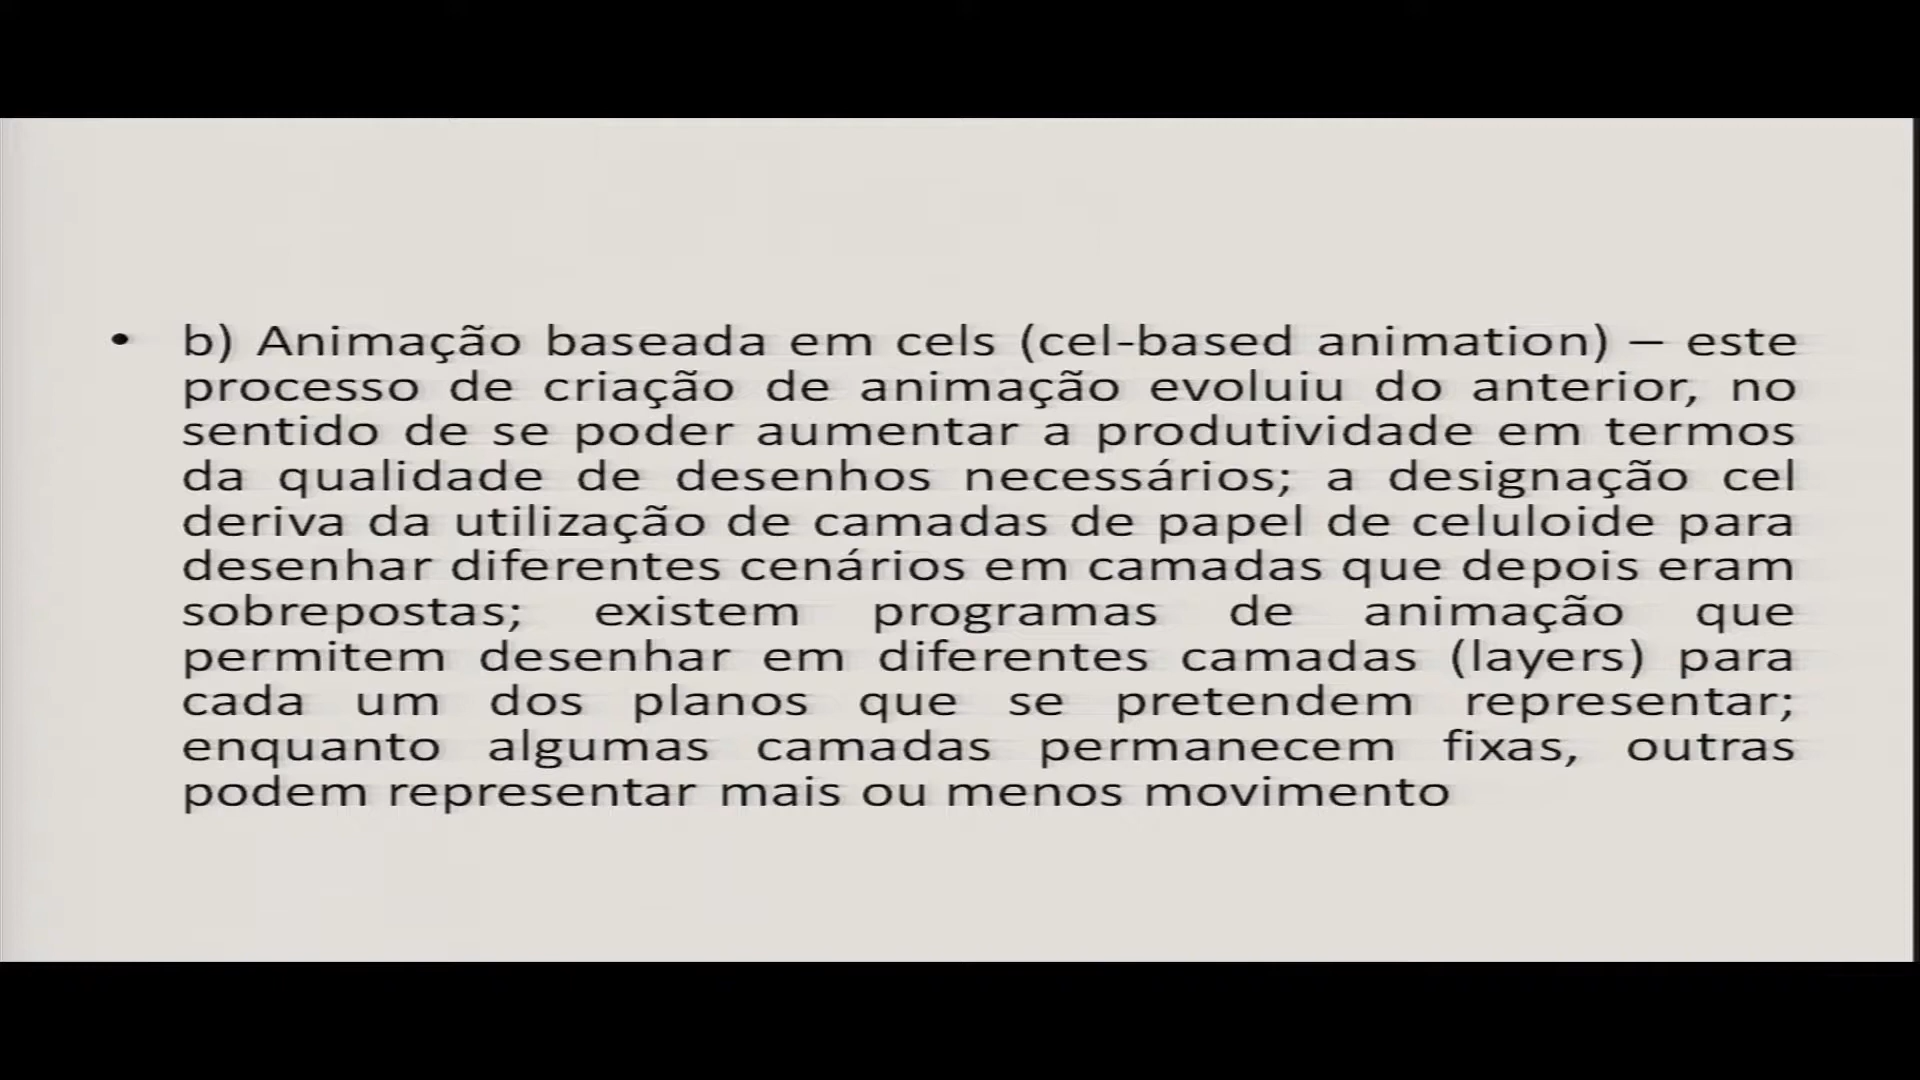 • b) Animação baseada em cels (cel-based animation) – este
processo de criação de animação evoluiu do anterior, no
sentido de se poder aumentar a produtividade em termos
da qualidade de desenhos necessários; a designação cel
deriva da utilização de camadas de papel de celuloide para
desenhar diferentes cenários em camadas que depois eram
sobrepostas; existem programas de animação que
permitem desenhar em diferentes camadas (layers) para
cada um dos planos que se pretendem representar;
enquanto algumas camadas permanecem fixas, outras
podem representar mais ou menos movimento